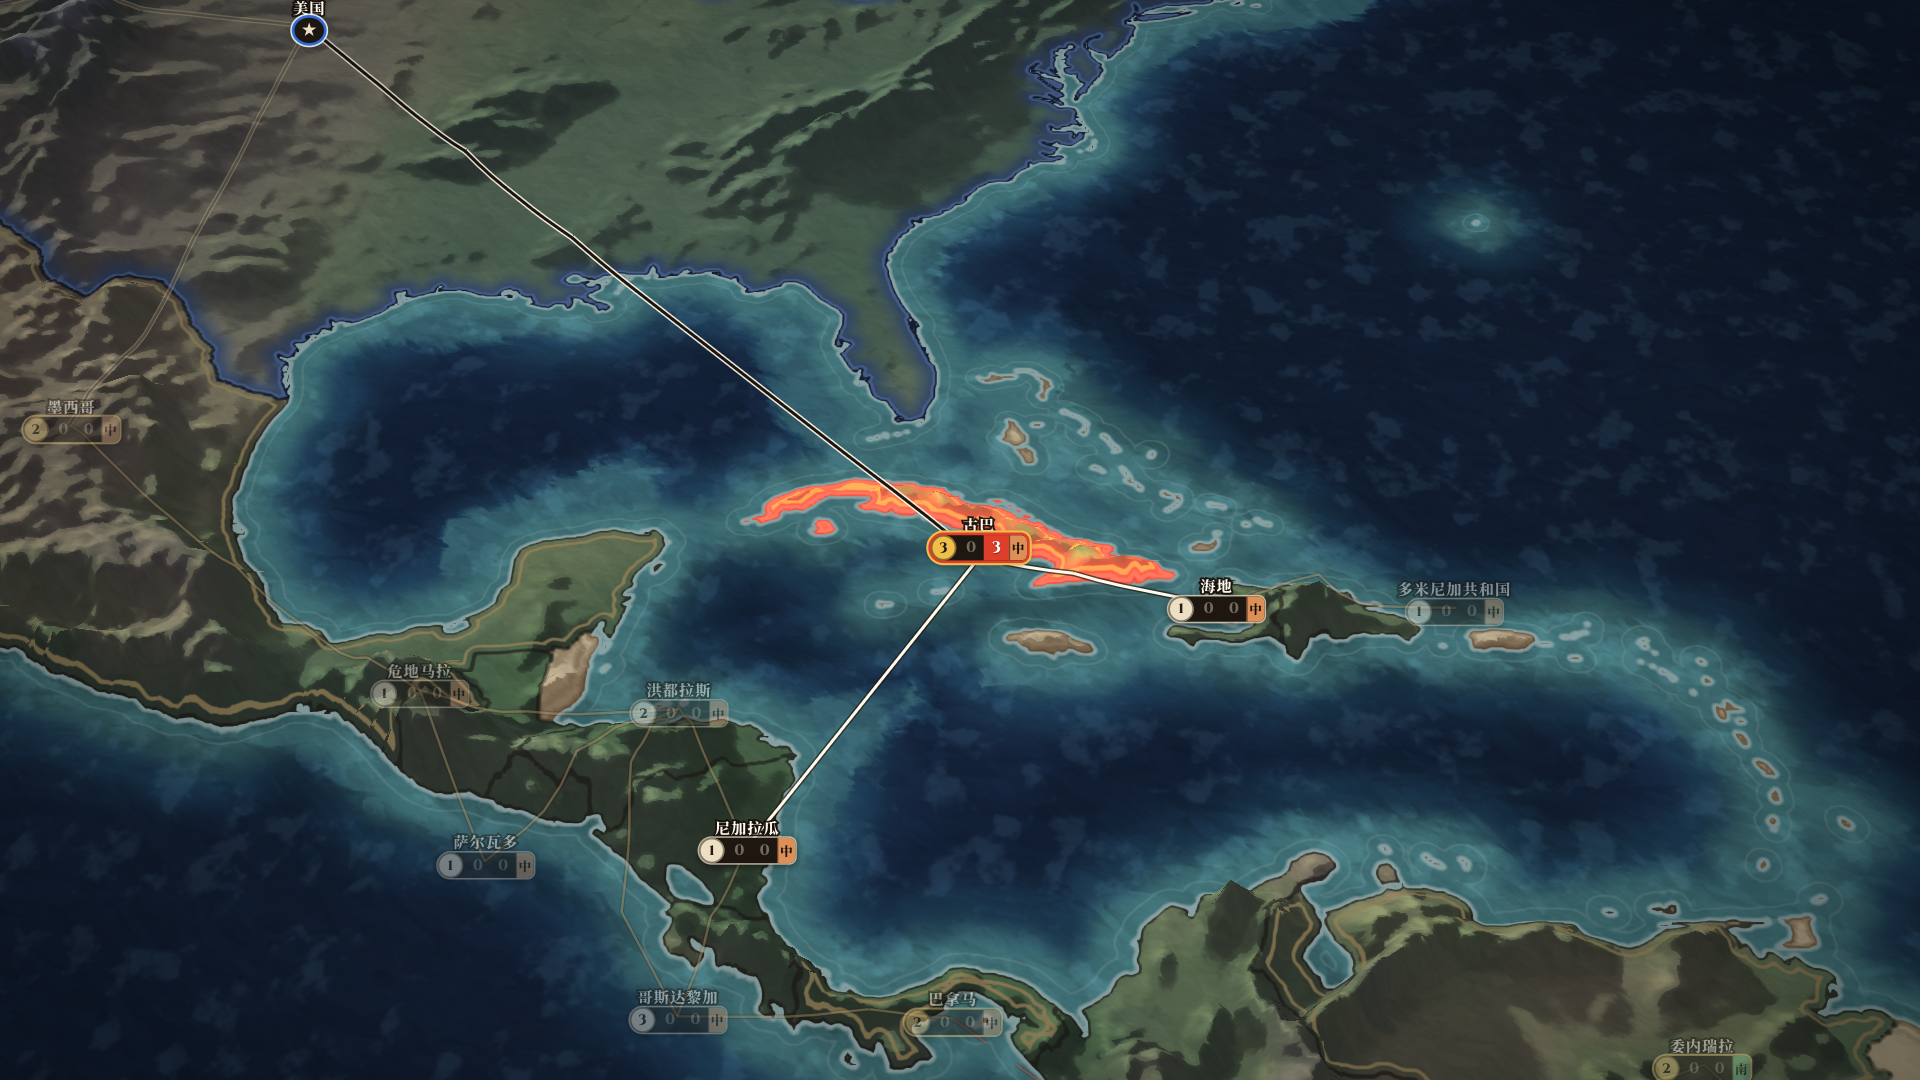 美国
墨西哥
2 0 0 中
古巴
3 0 3 中
海地
1 0 0 中
多米尼加共和国
1 0 0 中
危地马拉
1 0 0 中
洪都拉斯
2 0 0 中
尼加拉瓜
1 0 0 中
萨尔瓦多
1 0 0 中
哥斯达黎加
3 0 0 中
巴拿马
2 0 0 中
委内瑞拉
2 0 0 南